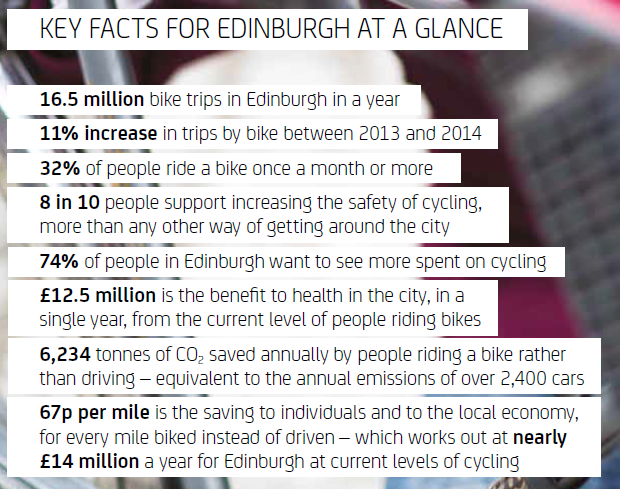 KEY FACTS FOR EDINBURGH AT A GLANCE
16.5 million bike trips in Edinburgh in a year
11% increase in trips by bike between 2013 and 2014
32% of people ride a bike once a month or more
8 in 10 people support increasing the safety of cycling,
more than any other way of getting around the city
74% of people in Edinburgh want to see more spent on cycling
£12.5 million is the benefit to health in the city, in a
single year, from the current level of people riding bikes
6,234 tonnes of CO₂ saved annually by people riding a bike rather
than driving – equivalent to the annual emissions of over 2,400 cars
67p per mile is the saving to individuals and to the local economy,
for every mile biked instead of driven – which works out at nearly
£14 million a year for Edinburgh at current levels of cycling